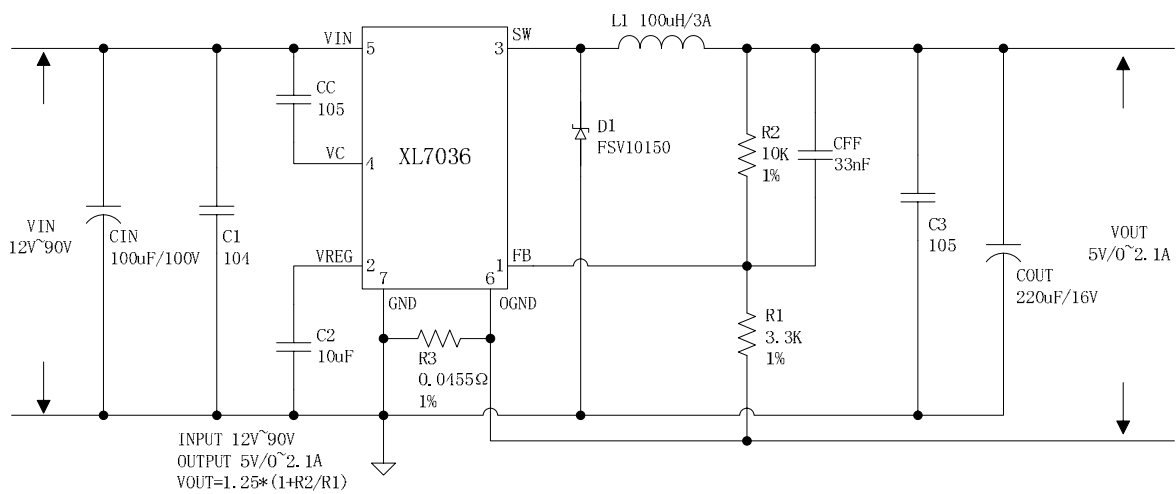 L1 100uH/3A
VIN
SW
5
3
CC
105
D1
FSV10150
R2
10K
1%
CFF
33nF
VC
4
XL7036
VIN
12V~90V
CIN
100uF/100V
C1
104
C3
105
VOUT
5V/0~2.1A
VREG
2
1
FB
7
6
GND
OGND
COUT
220uF/16V
C2
10uF
R3
0.0455Ω
1%
R1
3.3K
1%
INPUT 12V~90V
OUTPUT 5V/0~2.1A
VOUT=1.25*(1+R2/R1)